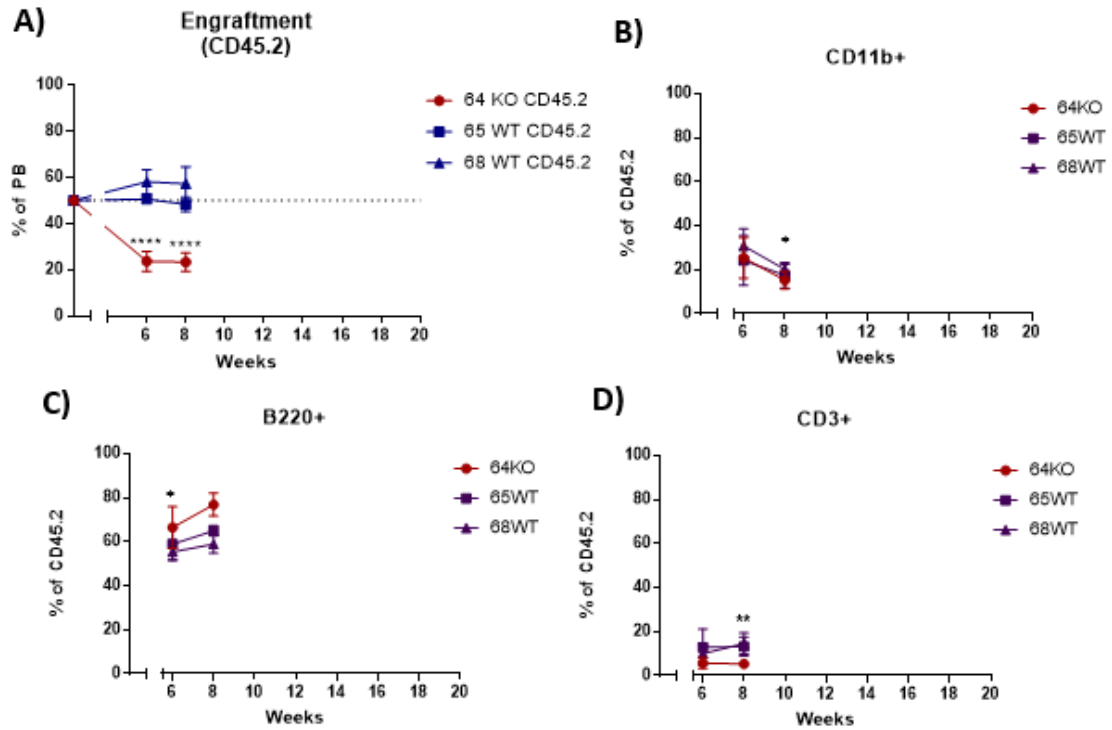 A)
Engraftment
(CD45.2)
% of PB
100
80
60
40
20
0
**** ****
6 8 10 12 14 16 18 20
Weeks
64 KO CD45.2
65 WT CD45.2
68 WT CD45.2
B)
CD11b+
% of CD45.2
100
80
60
40
20
0
*
6 8 10 12 14 16 18 20
Weeks
64KO
65WT
68WT
C)
B220+
% of CD45.2
100
80
60
40
20
0
*
6 8 10 12 14 16 18 20
Weeks
64KO
65WT
68WT
D)
CD3+
% of CD45.2
100
80
60
40
20
0
**
6 8 10 12 14 16 18 20
Weeks
64KO
65WT
68WT